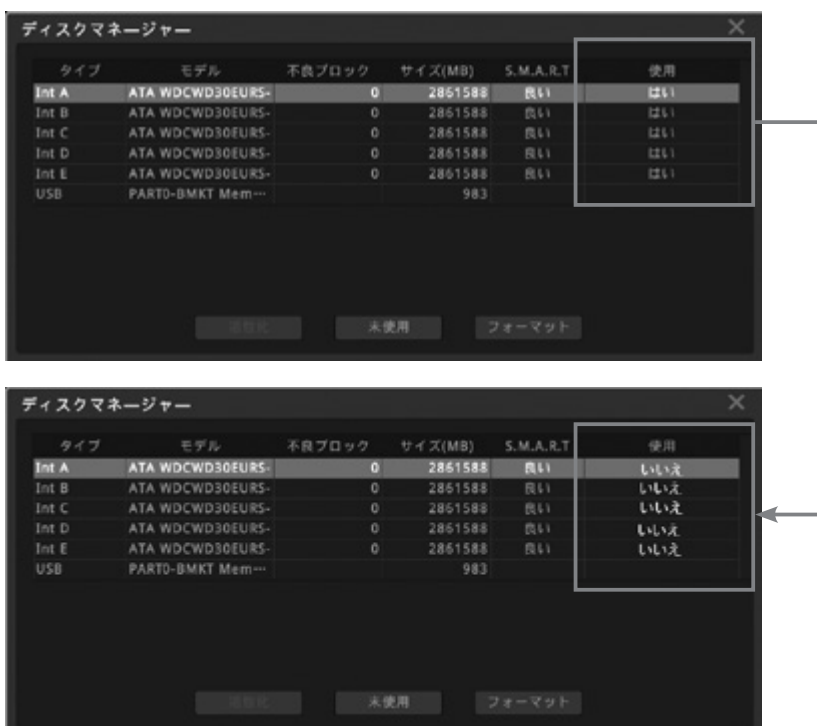 ディスクマネージャー
タイプ モデル 不良ブロック サイズ(MB) S.M.A.R.T 使用
Int A ATA WDCWD30EURS- 0 2861588 良い はい
Int B ATA WDCWD30EURS- 0 2861588 良い はい
Int C ATA WDCWD30EURS- 0 2861588 良い はい
Int D ATA WDCWD30EURS- 0 2861588 良い はい
Int E ATA WDCWD30EURS- 0 2861588 良い はい
USB PART0-BMKT Mem… 983
未使用 フォーマット
ディスクマネージャー
タイプ モデル 不良ブロック サイズ(MB) S.M.A.R.T 使用
Int A ATA WDCWD30EURS- 0 2861588 良い いいえ
Int B ATA WDCWD30EURS- 0 2861588 良い いいえ
Int C ATA WDCWD30EURS- 0 2861588 良い いいえ
Int D ATA WDCWD30EURS- 0 2861588 良い いいえ
Int E ATA WDCWD30EURS- 0 2861588 良い いいえ
USB PART0-BMKT Mem… 983
未使用 フォーマット